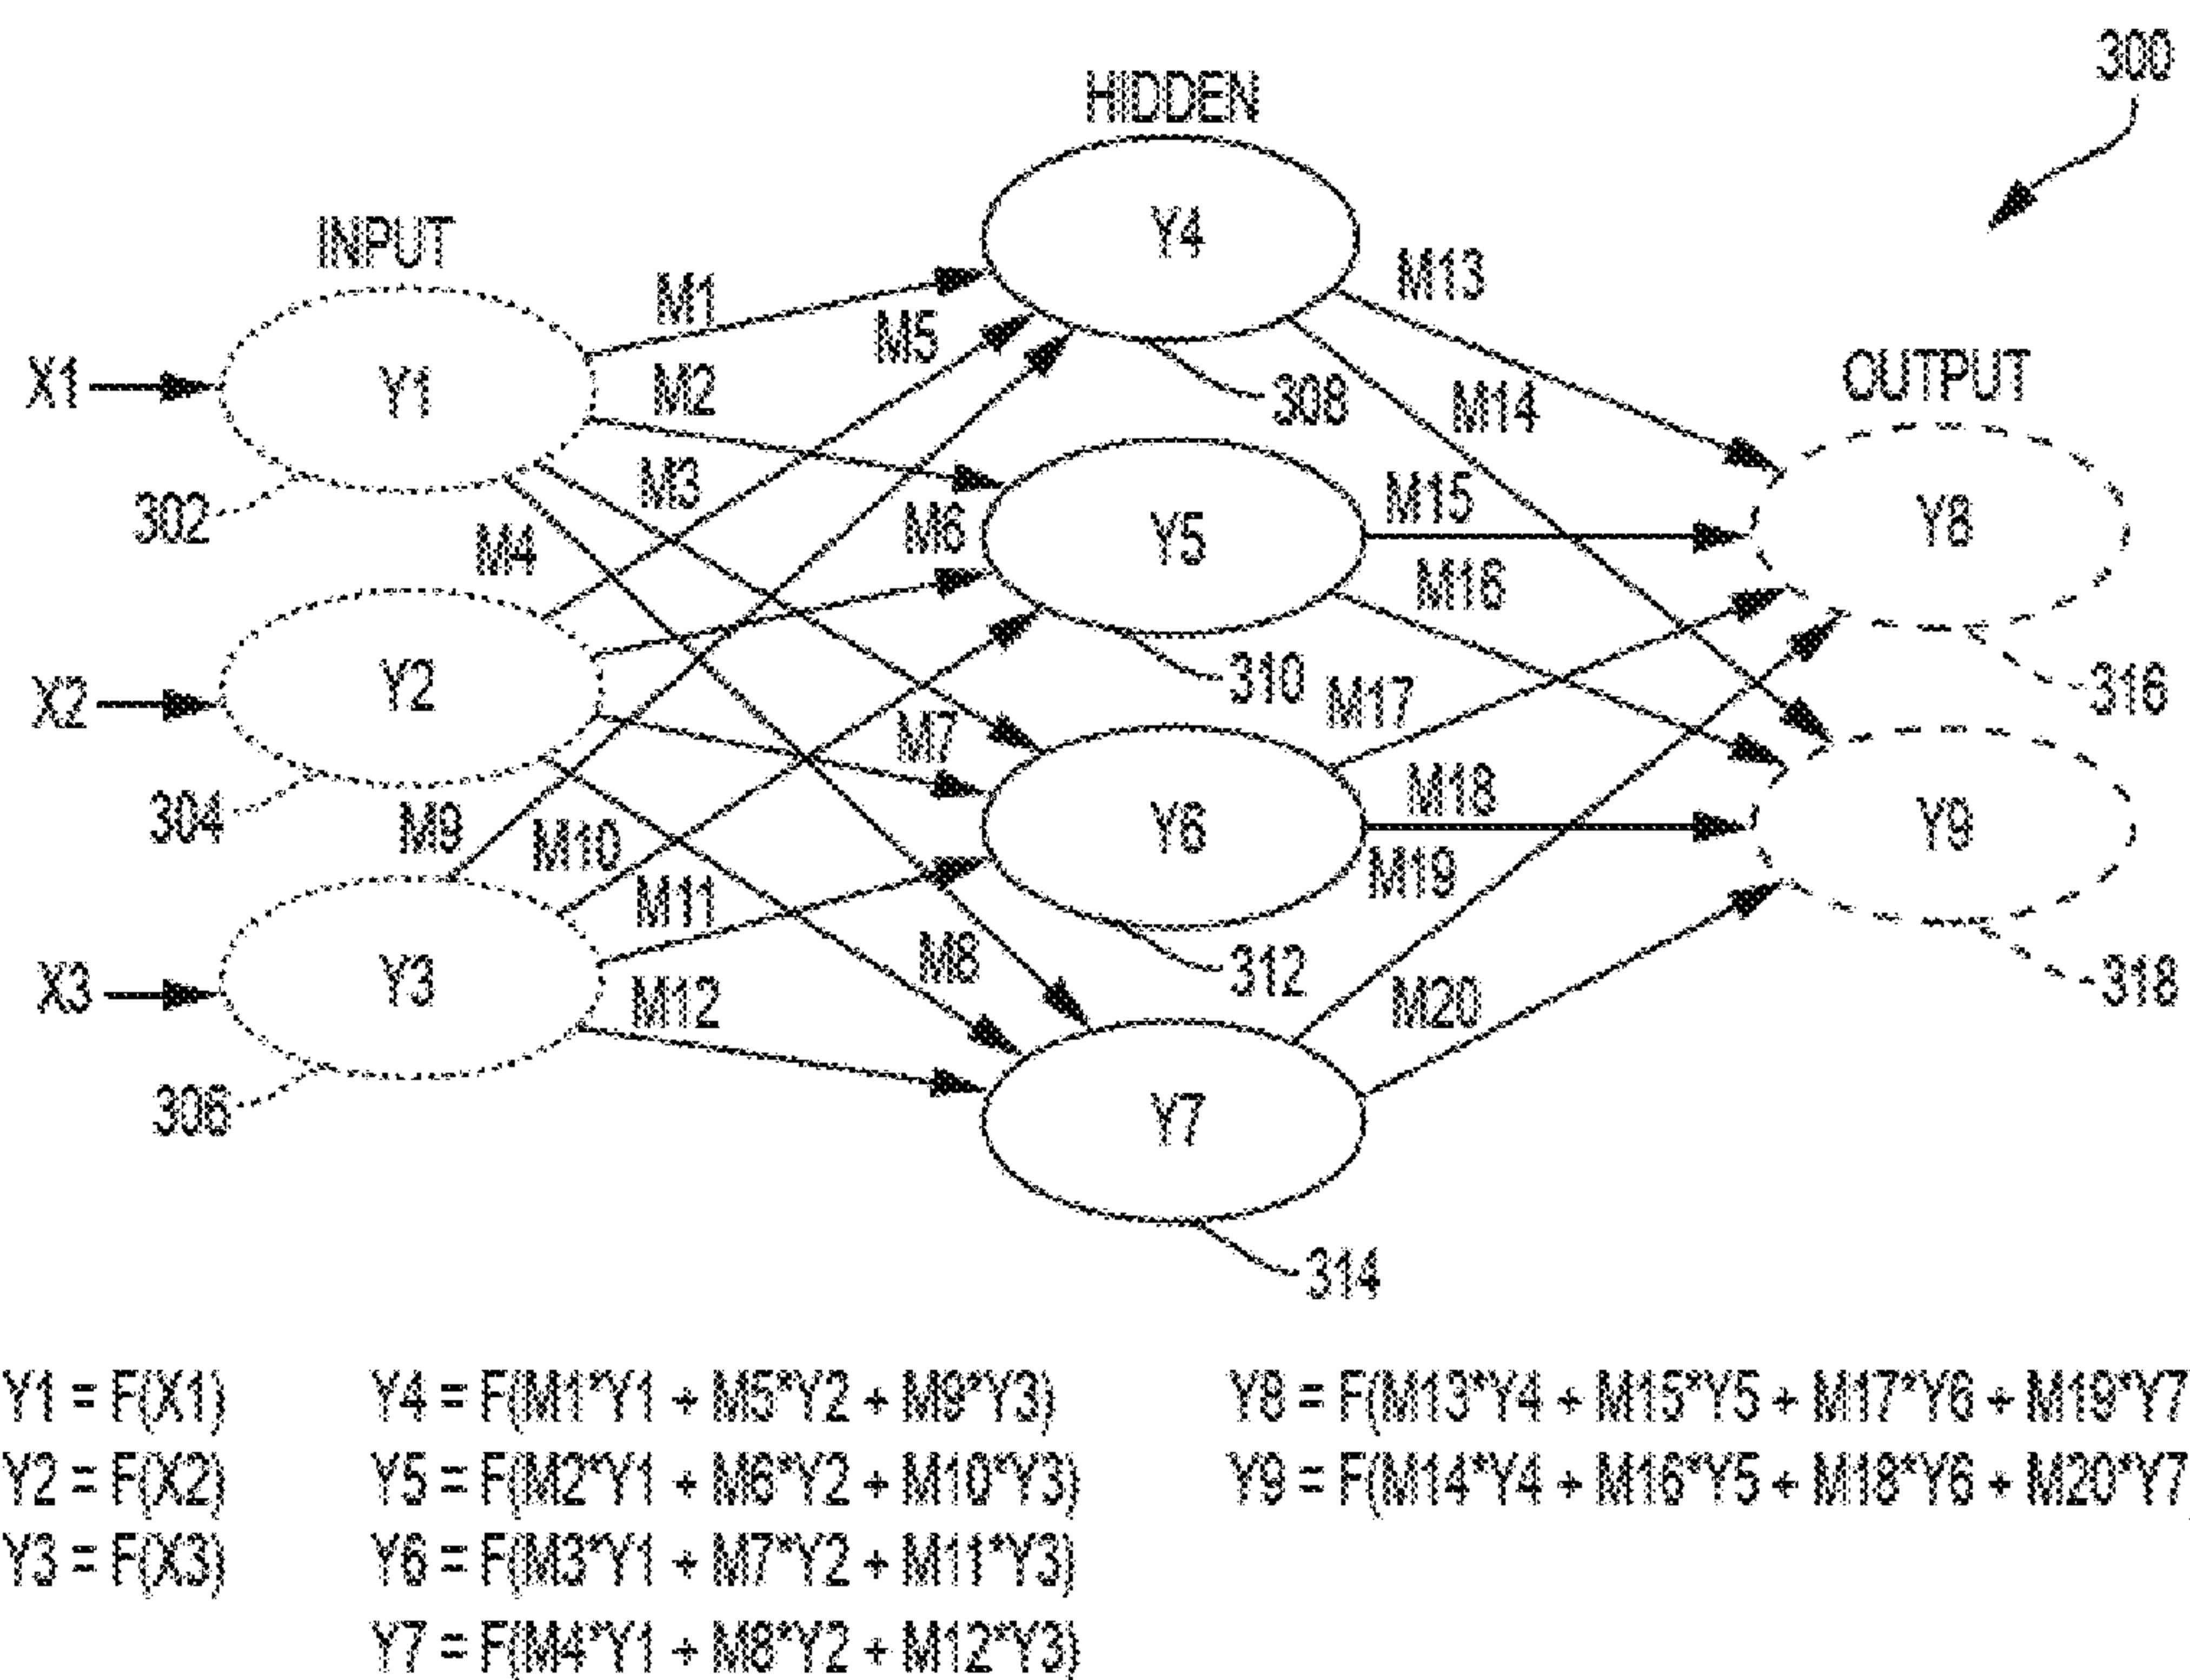 300
HIDDEN
INPUT
OUTPUT
X1
Y1
302
X2
Y2
304
X3
Y3
306
M1
M2
M3
M4
M5
M6
M7
M8
M9
M10
M11
M12
Y4
308
Y5
310
Y6
312
Y7
314
M13
M14
M15
M16
M17
M18
M19
M20
Y8
316
Y9
318
Y1 = F(X1)
Y2 = F(X2)
Y3 = F(X3)
Y4 = F(M1*Y1 + M5*Y2 + M9*Y3)
Y5 = F(M2*Y1 + M6*Y2 + M10*Y3)
Y6 = F(M3*Y1 + M7*Y2 + M11*Y3)
Y7 = F(M4*Y1 + M8*Y2 + M12*Y3)
Y8 = F(M13*Y4 + M15*Y5 + M17*Y6 + M19*Y7
Y9 = F(M14*Y4 + M16*Y5 + M18*Y6 + M20*Y7